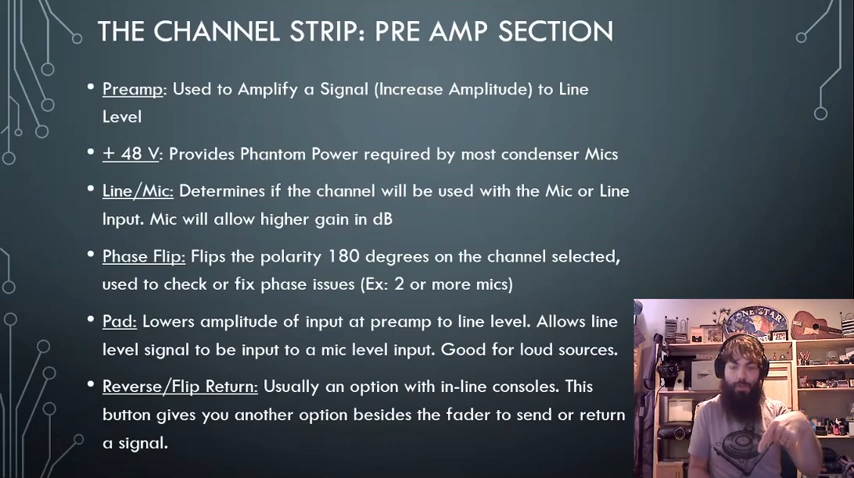 THE CHANNEL STRIP: PRE AMP SECTION
• Preamp: Used to Amplify a Signal (Increase Amplitude) to Line
Level
• + 48 V: Provides Phantom Power required by most condenser Mics
• Line/Mic: Determines if the channel will be used with the Mic or Line
Input. Mic will allow higher gain in dB
• Phase Flip: Flips the polarity 180 degrees on the channel selected,
used to check or fix phase issues (Ex: 2 or more mics)
• Pad: Lowers amplitude of input at preamp to line level. Allows line
level signal to be input to a mic level input. Good for loud sources.
• Reverse/Flip Return: Usually an option with in-line consoles. This
button gives you another option besides the fader to send or return
a signal.